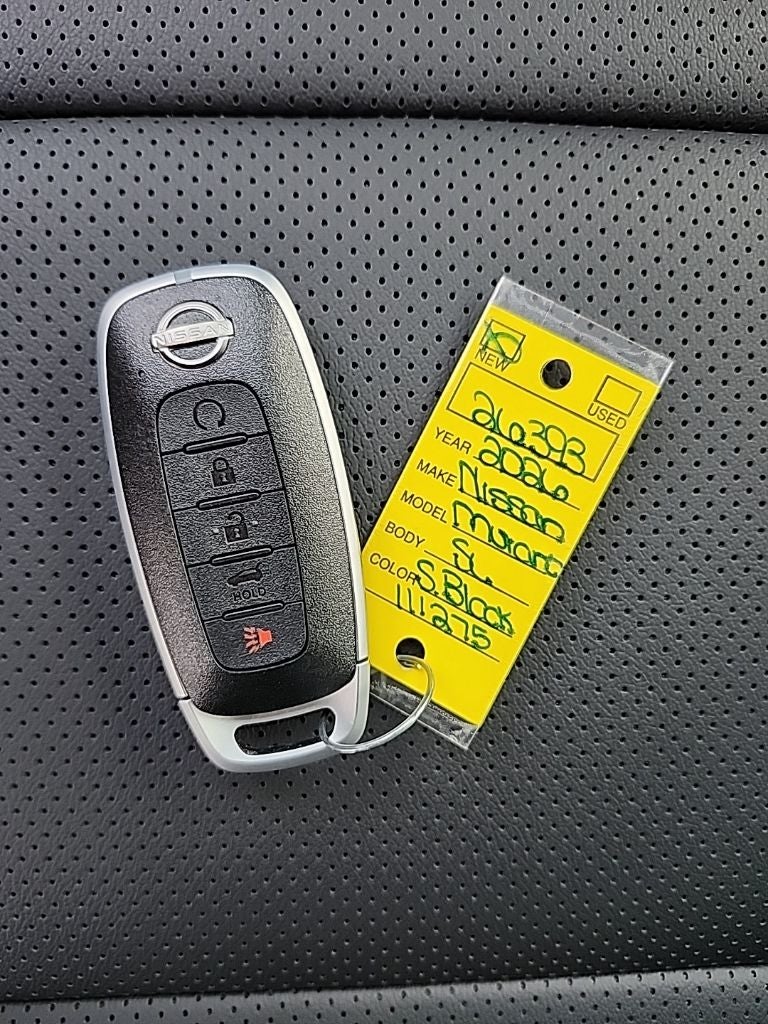 NISSAN
HOLD
NEW
USED
26393
YEAR 2026
MAKE Nissan
MODEL Murano
BODY SL
COLOR S. Black
111275